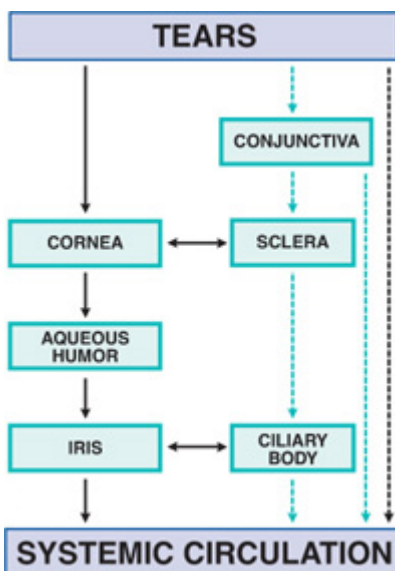 TEARS
CONJUNCTIVA
CORNEA
SCLERA
AQUEOUS
HUMOR
IRIS
CILIARY
BODY
SYSTEMIC CIRCULATION